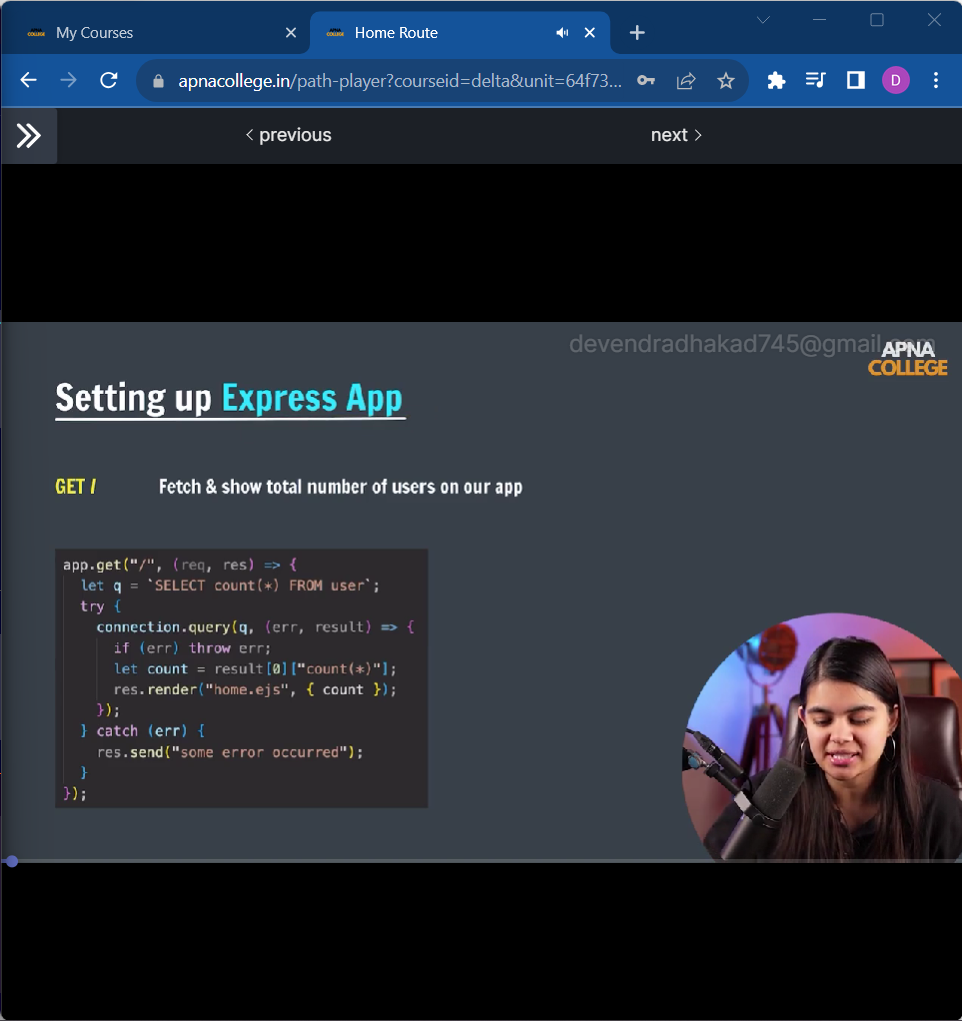 My Courses
Home Route
apnacollege.in/path-player?courseid=delta&unit=64f73...
D
previous
next
devendradhakad745@gmail.com
APNA
COLLEGE
Setting up Express App
GET / Fetch & show total number of users on our app
app.get("/", (req, res) => {
let q = `SELECT count(*) FROM user`;
try {
connection.query(q, (err, result) => {
if (err) throw err;
let count = result[0]["count(*)"];
res.render("home.ejs", { count });
});
} catch (err) {
res.send("some error occurred");
}
});